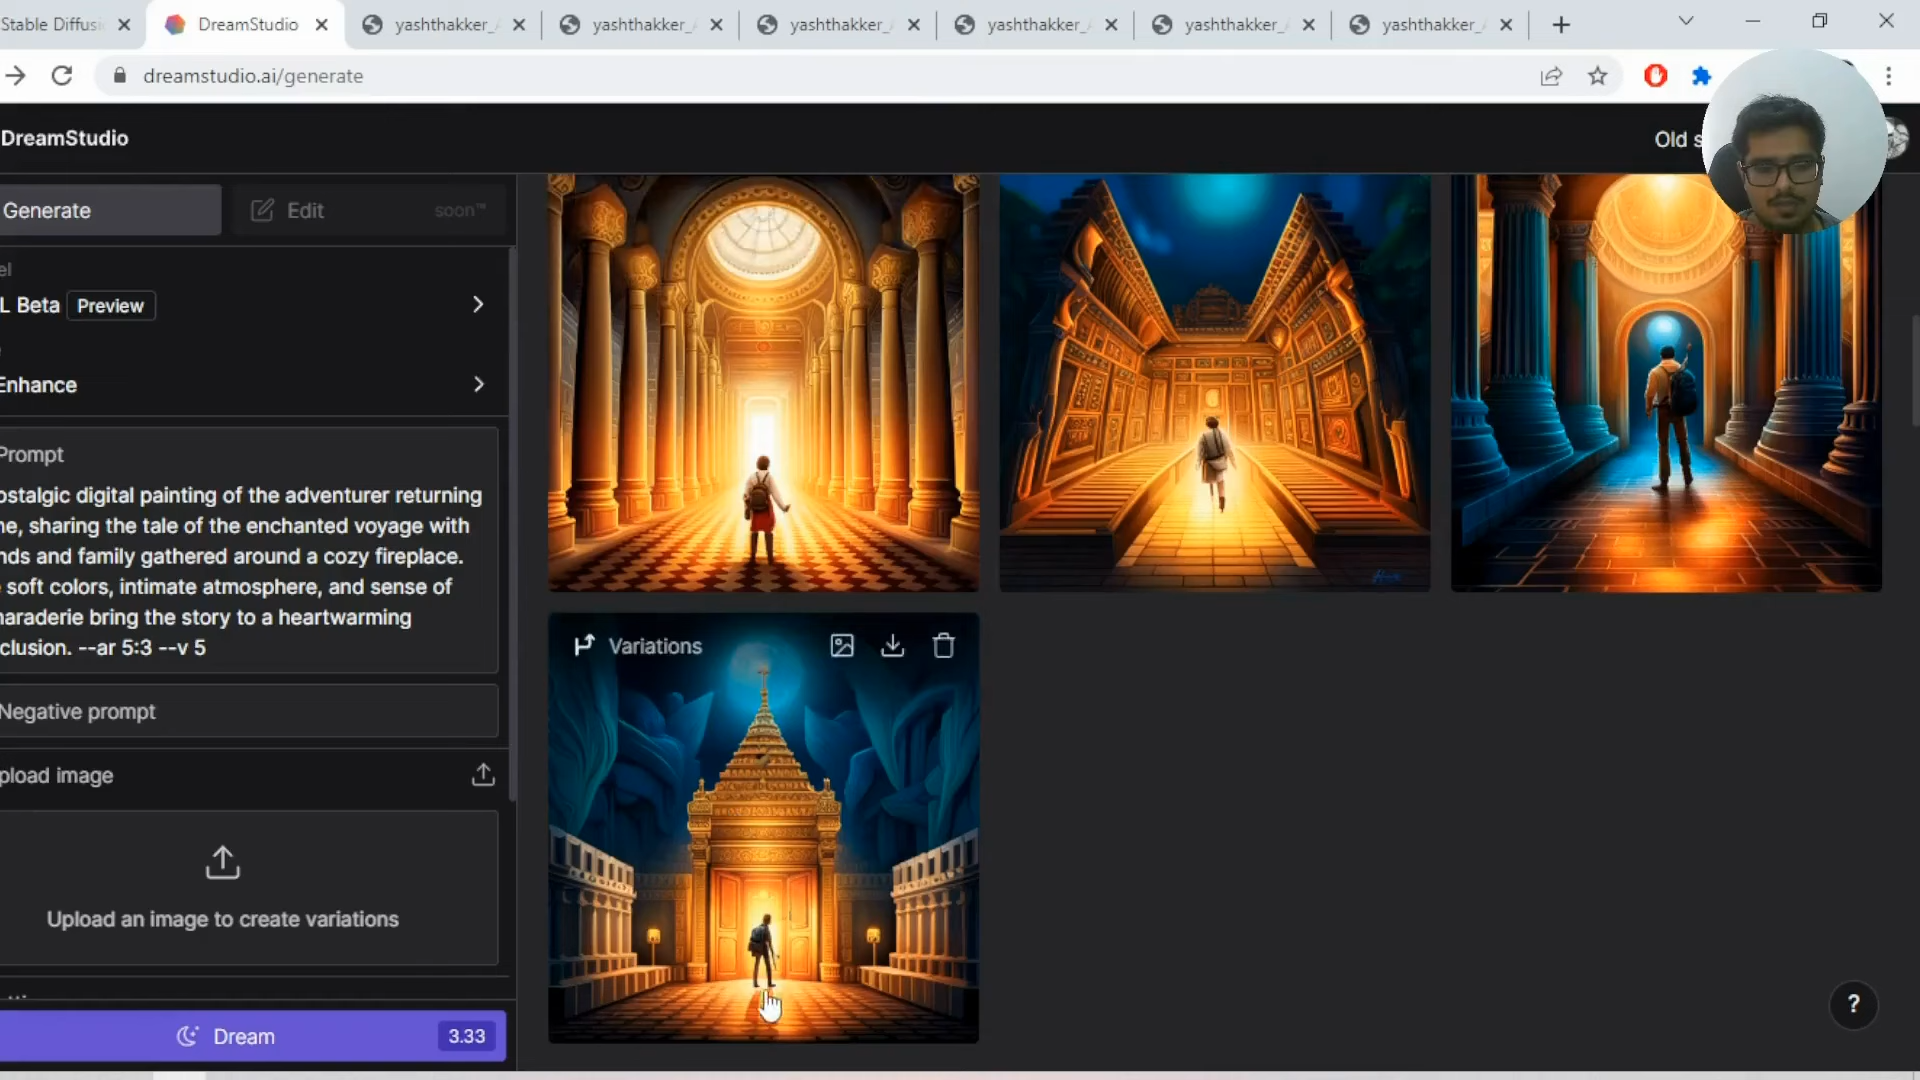 Stable Diffusi
DreamStudio
yashthakker_
yashthakker_
yashthakker_
yashthakker_
yashthakker_
yashthakker_
dreamstudio.ai/generate
DreamStudio
Old s
Generate
Edit
soon™
el
L Beta
Preview
Enhance
Prompt
ostalgic digital painting of the adventurer returning
ne, sharing the tale of the enchanted voyage with
nds and family gathered around a cozy fireplace.
soft colors, intimate atmosphere, and sense of
naraderie bring the story to a heartwarming
clusion. --ar 5:3 --v 5
Negative prompt
pload image
Upload an image to create variations
Dream
3.33
Variations
?